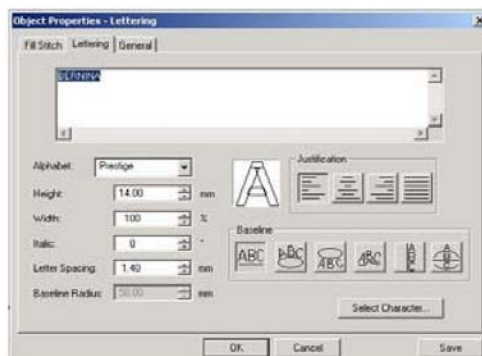 Object Properties - Lettering
Fill Stitch Lettering General
BERNINA
Alphabet: Prestige
Justification
Height: 14.00 mm
Width: 100 %
Italic: 0 °
Baseline
Letter Spacing: 1.40 mm
ABC ABC ABC ABC ABC ABC
Baseline Radius: 50.00 mm
Select Character...
OK Cancel Save